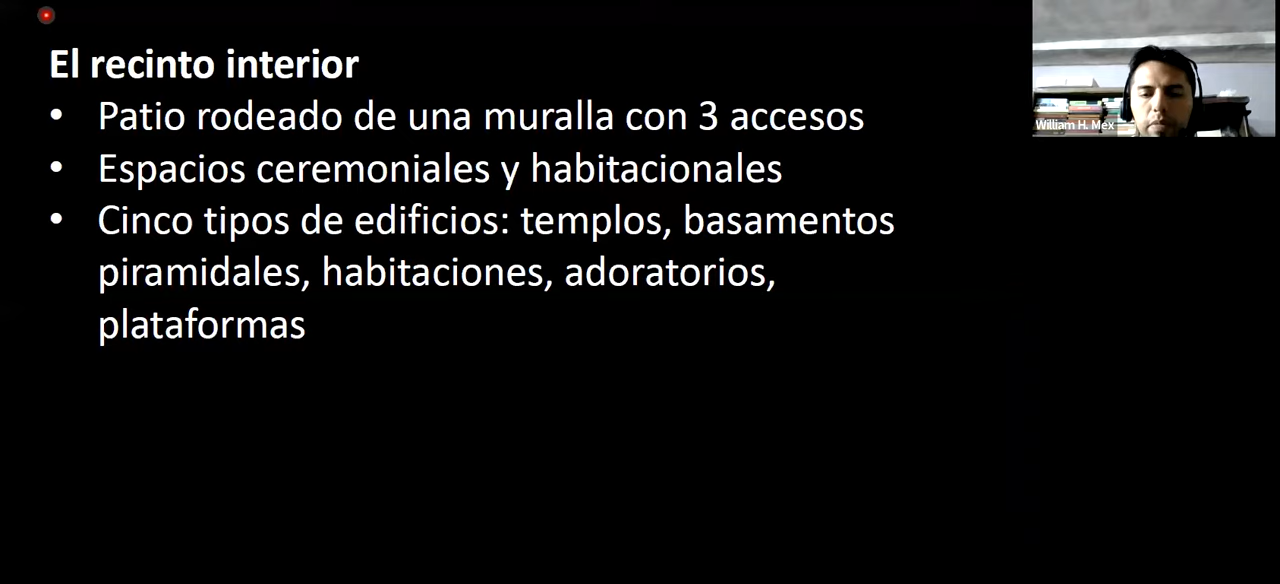 El recinto interior
• Patio rodeado de una muralla con 3 accesos
• Espacios ceremoniales y habitacionales
• Cinco tipos de edificios: templos, basamentos
piramidales, habitaciones, adoratorios,
plataformas
William H. Mex